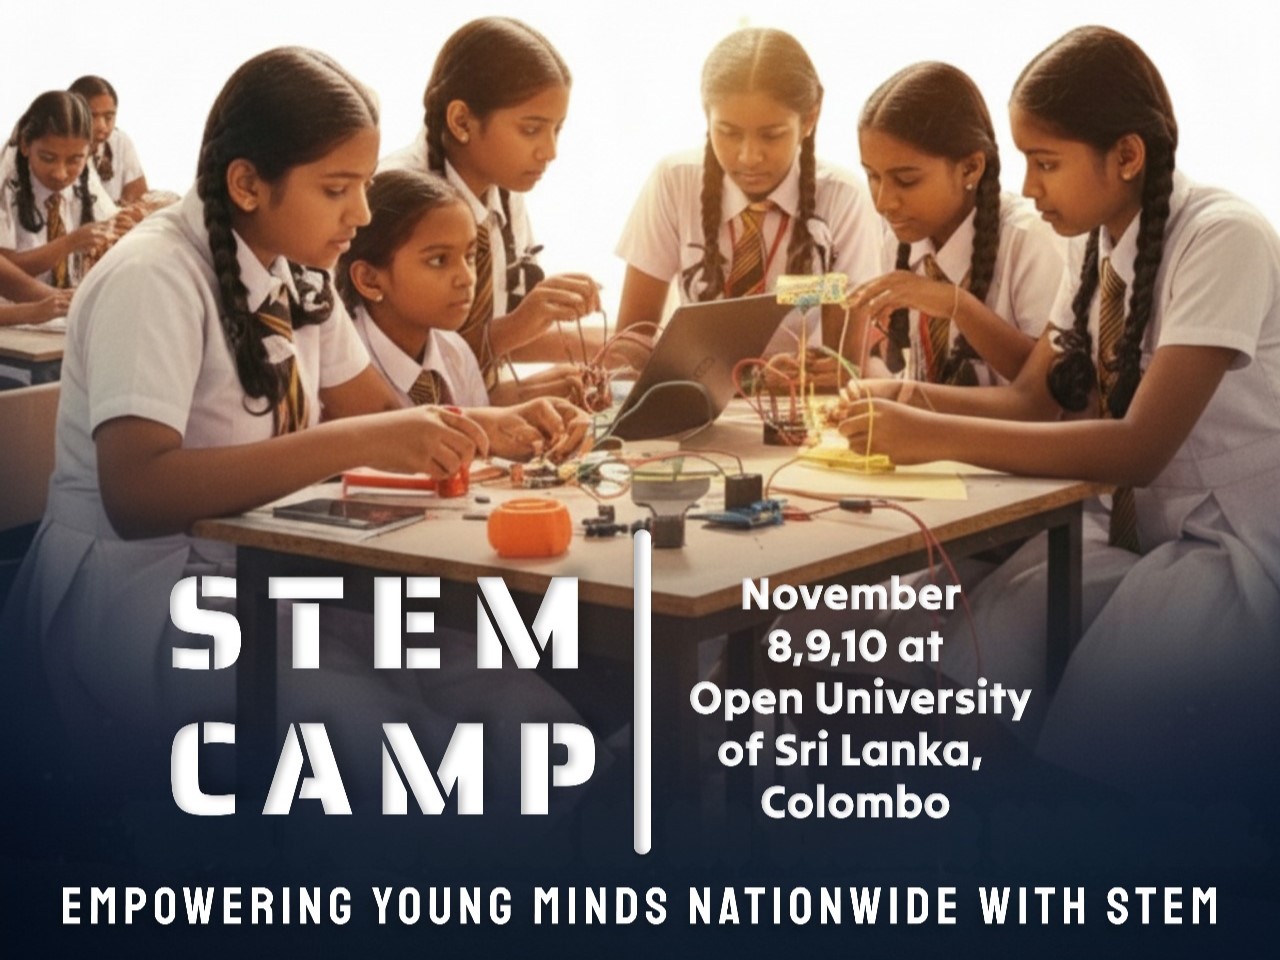 STEM
CAMP
November
8,9,10 at
Open University
of Sri Lanka,
Colombo
EMPOWERING YOUNG MINDS NATIONWIDE WITH STEM